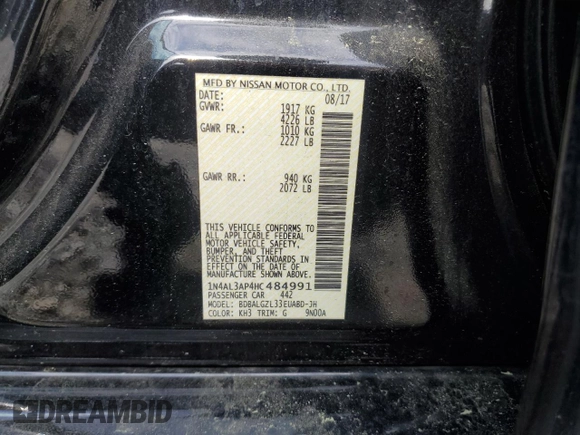 MFD BY NISSAN MOTOR CO., LTD.
DATE: 08/17
GVWR: 1917 KG
4226 LB
GAWR FR.: 1010 KG
2227 LB
GAWR RR.: 940 KG
2072 LB
THIS VEHICLE CONFORMS TO
ALL APPLICABLE FEDERAL
MOTOR VEHICLE SAFETY,
BUMPER, AND THEFT
PREVENTION STANDARDS IN
EFFECT ON THE DATE OF
MANUFACTURE SHOWN ABOVE.
1N4AL3AP4HC484991
PASSENGER CAR 442
MODEL: BDBALGZL33EUABD-JH
COLOR: KH3 TRIM: G 9N00A
DREAMBID